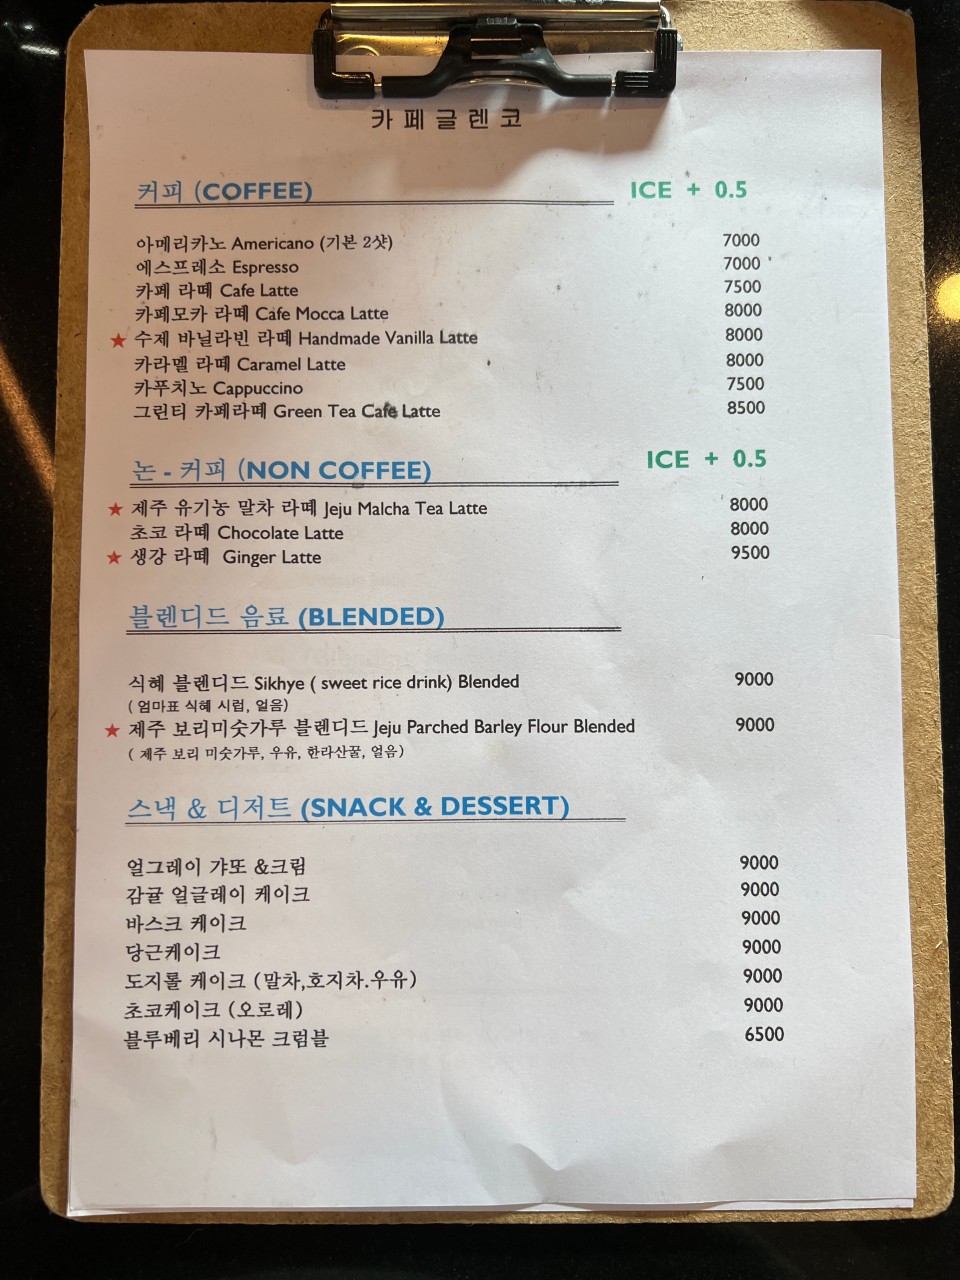 카페글렌코
커피 (COFFEE) ICE + 0.5
아메리카노 Americano (기본 2샷) 7000
에스프레소 Espresso 7000
카페 라떼 Cafe Latte 7500
카페모카 라떼 Cafe Mocca Latte 8000
★ 수제 바닐라빈 라떼 Handmade Vanilla Latte 8000
카라멜 라떼 Caramel Latte 8000
카푸치노 Cappuccino 7500
그린티 카페라떼 Green Tea Cafe Latte 8500
논 - 커피 (NON COFFEE) ICE + 0.5
★ 제주 유기농 말차 라떼 Jeju Malcha Tea Latte 8000
초코 라떼 Chocolate Latte 8000
★ 생강 라떼 Ginger Latte 9500
블렌디드 음료 (BLENDED)
식혜 블렌디드 Sikhye ( sweet rice drink) Blended 9000
( 엄마표 식혜 시럽, 얼음)
★ 제주 보리미숫가루 블렌디드 Jeju Parched Barley Flour Blended 9000
( 제주 보리 미숫가루, 우유, 한라산꿀, 얼음)
스낵 & 디저트 (SNACK & DESSERT)
얼그레이 갸또 &크림 9000
감귤 얼글레이 케이크 9000
바스크 케이크 9000
당근케이크 9000
도지롤 케이크 (말차,호지차.우유) 9000
초코케이크 (오로레) 9000
블루베리 시나몬 크럼블 6500